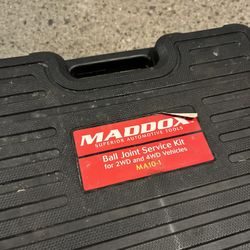 MADDOX
SUPERIOR AUTOMOTIVE TOOLS
Ball Joint Service Kit
for 2WD and 4WD Vehicles
MA10-1